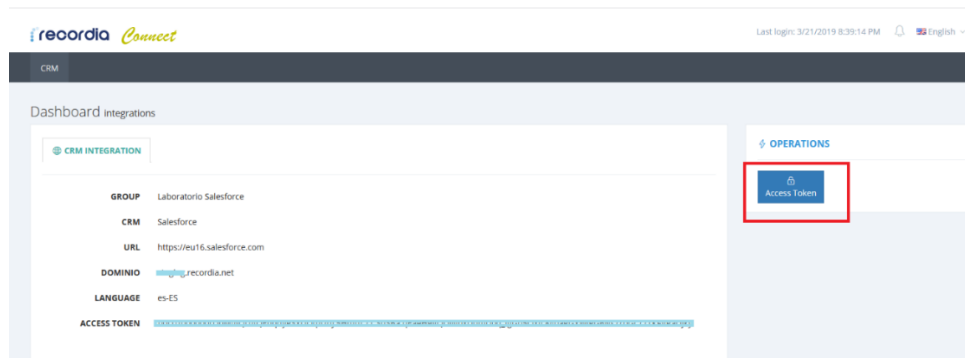 recordia Connect
Last login: 3/21/2019 8:39:14 PM English
CRM
Dashboard integrations
CRM INTEGRATION
GROUP Laboratorio Salesforce
CRM Salesforce
URL https://eu16.salesforce.com
DOMINIO .recordia.net
LANGUAGE es-ES
ACCESS TOKEN
OPERATIONS
Access Token